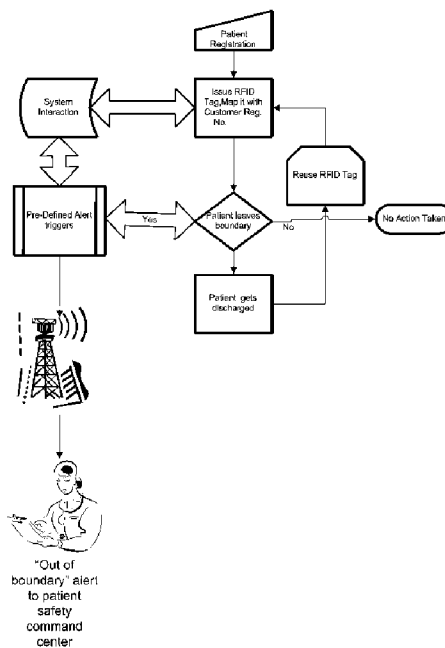 Patient
Registration
System
Interaction
Issue RFID
Tag,Map it with
Customer Reg.
No.
Reuse RRID Tag
Pre-Defined Alert
triggers
Yes
Patient leaves
boundary
No
No Action Taken
Patient gets
discharged
"Out of
boundary" alert
to patient
safety
command
center